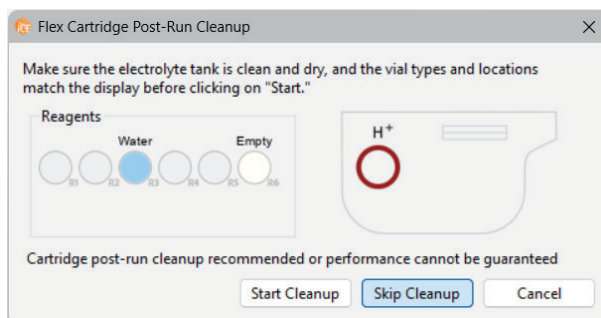 iCE Flex Cartridge Post-Run Cleanup
Make sure the electrolyte tank is clean and dry, and the vial types and locations
match the display before clicking on "Start."
Reagents
Water Empty
R1 R2 R3 R4 R5 R6
H+
Cartridge post-run cleanup recommended or performance cannot be guaranteed
Start Cleanup Skip Cleanup Cancel